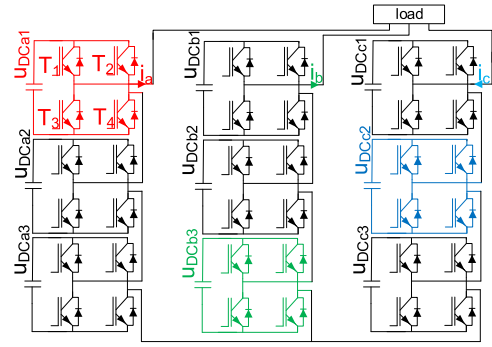 load
uDCa1
T1
T2
T3
T4
ia
uDCb1
ib
uDCc1
ic
uDCa2
uDCb2
uDCc2
uDCa3
uDCb3
uDCc3